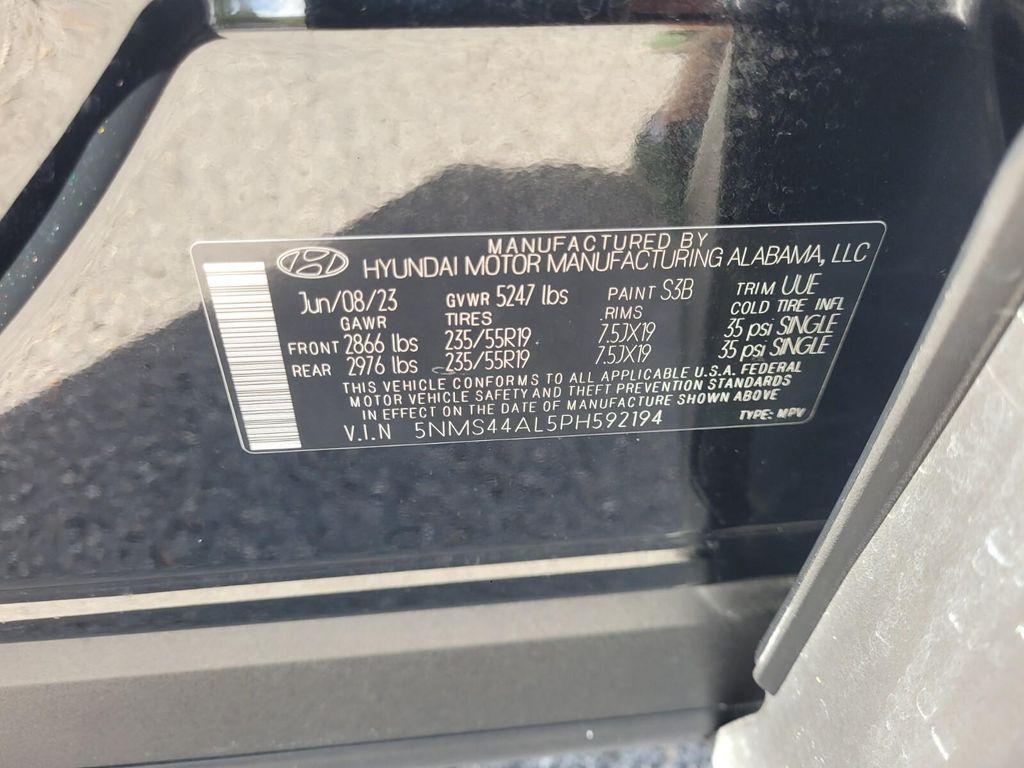 MANUFACTURED BY
HYUNDAI MOTOR MANUFACTURING ALABAMA, LLC
Jun/08/23 GVWR 5247 lbs PAINT S3B TRIM UUE
GAWR TIRES RIMS COLD TIRE INFL
FRONT 2866 lbs 235/55R19 7.5JX19 35 psi SINGLE
REAR 2976 lbs 235/55R19 7.5JX19 35 psi SINGLE
THIS VEHICLE CONFORMS TO ALL APPLICABLE U.S.A. FEDERAL
MOTOR VEHICLE SAFETY AND THEFT PREVENTION STANDARDS
IN EFFECT ON THE DATE OF MANUFACTURE SHOWN ABOVE
V.I.N 5NMS44AL5PH592194 TYPE: MPV